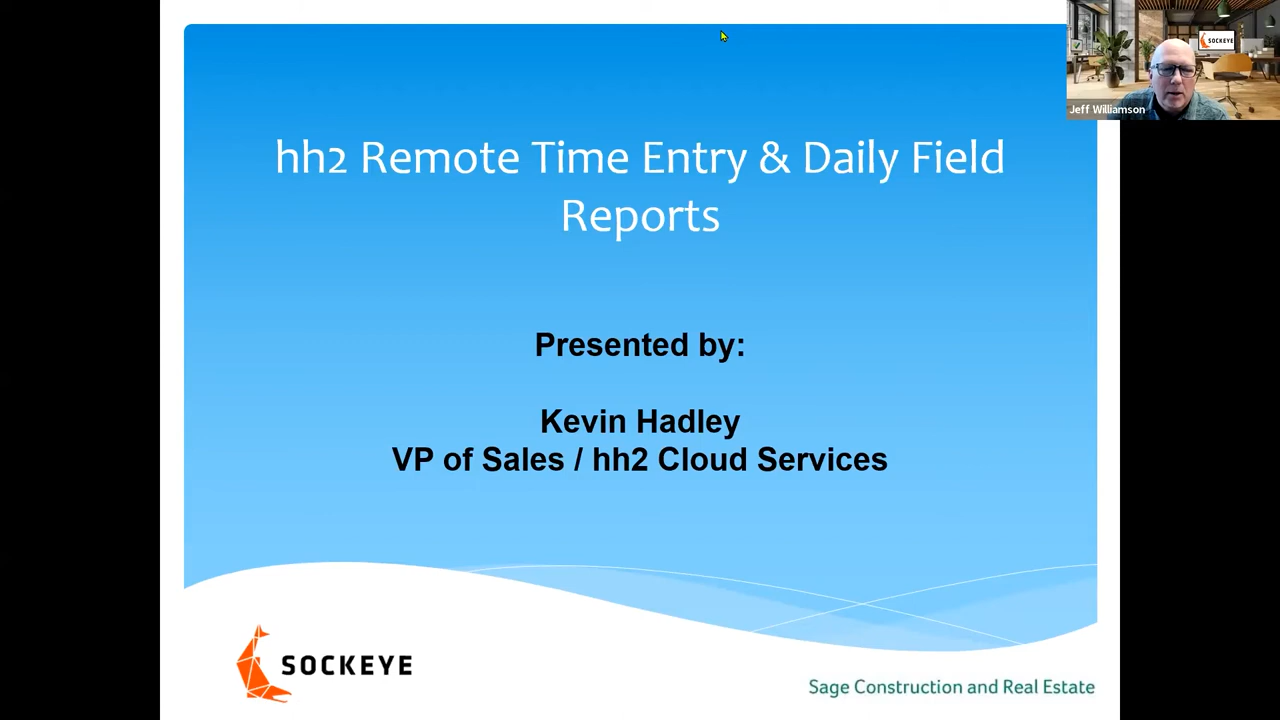 hh2 Remote Time Entry & Daily Field
Reports
Presented by:
Kevin Hadley
VP of Sales / hh2 Cloud Services
SOCKEYE
Sage Construction and Real Estate
SOCKEYE
Jeff Williamson